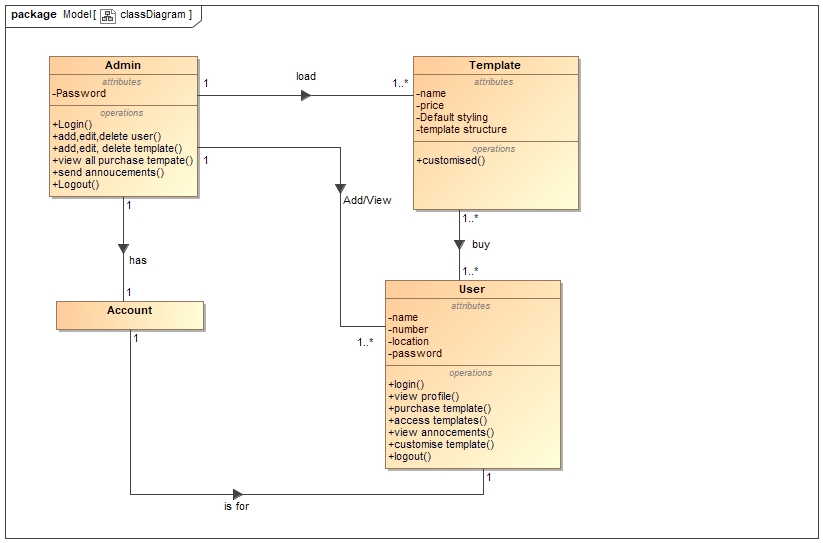 package Model[ classDiagram ]
Admin
attributes
-Password
operations
+Login()
+add,edit,delete user()
+add,edit, delete template()
+view all purchase tempate()
+send annoucements()
+Logout()
1
load
1..*
Template
attributes
-name
-price
-Default styling
-template structure
operations
+customised()
1
Add/View
1..*
1
has
1
Account
1
is for
1
1..*
buy
1..*
User
attributes
-name
-number
-location
-password
operations
+login()
+view profile()
+purchase template()
+access templates()
+view annocements()
+customise template()
+logout()